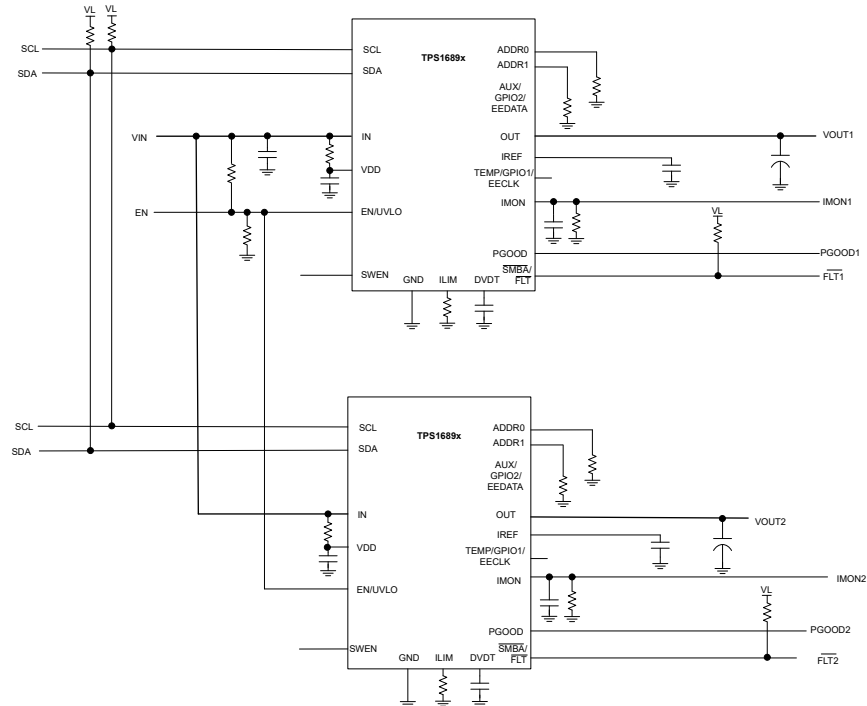 VL
VL
SCL
SDA
VIN
EN
SCL
SDA
IN
VDD
EN/UVLO
SWEN
TPS1689x
GND
ILIM
DVDT
ADDR0
ADDR1
AUX/
GPIO2/
EEDATA
OUT
IREF
TEMP/GPIO1/
EECLK
IMON
PGOOD
SMBA/
FLT
VOUT1
IMON1
VL
PGOOD1
FLT1
SCL
SDA
SCL
SDA
IN
VDD
EN/UVLO
SWEN
TPS1689x
GND
ILIM
DVDT
ADDR0
ADDR1
AUX/
GPIO2/
EEDATA
OUT
IREF
TEMP/GPIO1/
EECLK
IMON
PGOOD
SMBA/
FLT
VOUT2
IMON2
VL
PGOOD2
FLT2